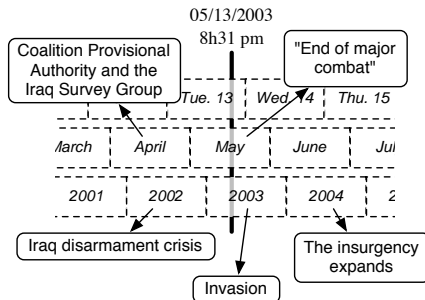 05/13/2003
8h31 pm
Coalition Provisional
Authority and the
Iraq Survey Group
"End of major
combat"
Tue. 13 Wed. 14 Thu. 15
March April May June Jul
2001 2002 2003 2004 2
Iraq disarmament crisis
Invasion
The insurgency
expands